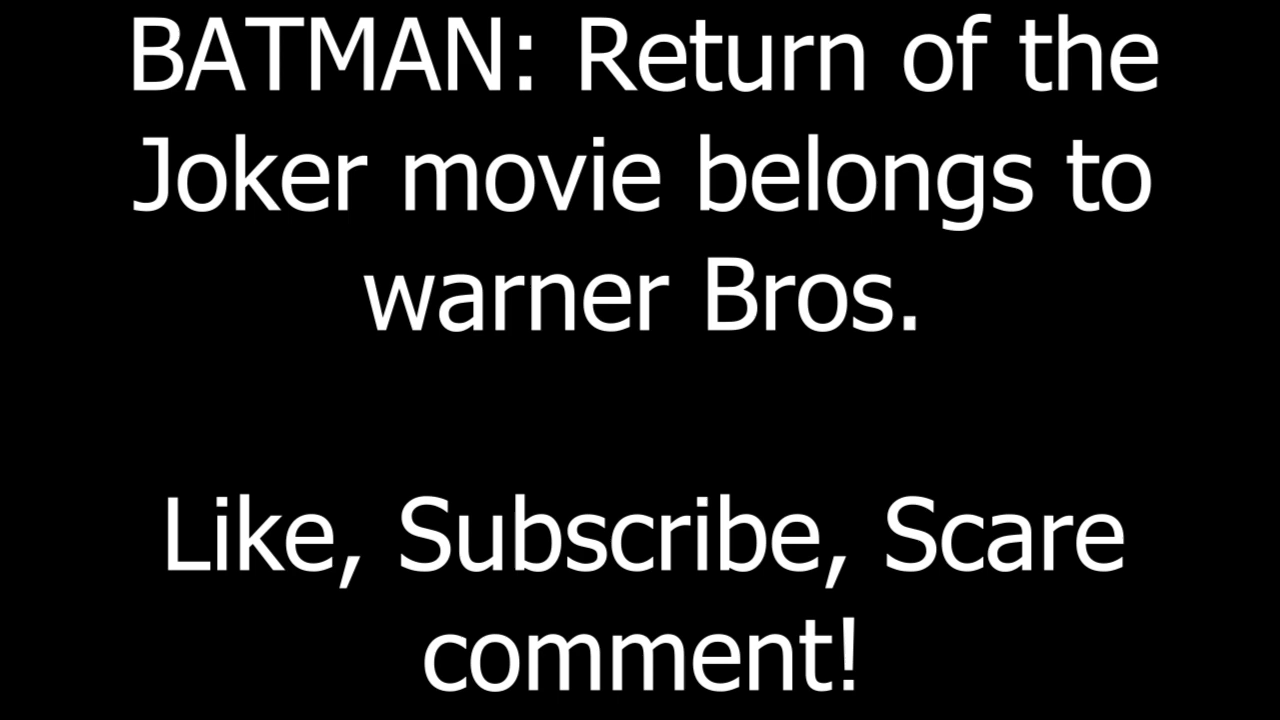 BATMAN: Return of the
Joker movie belongs to
warner Bros.
Like, Subscribe, Scare
comment!